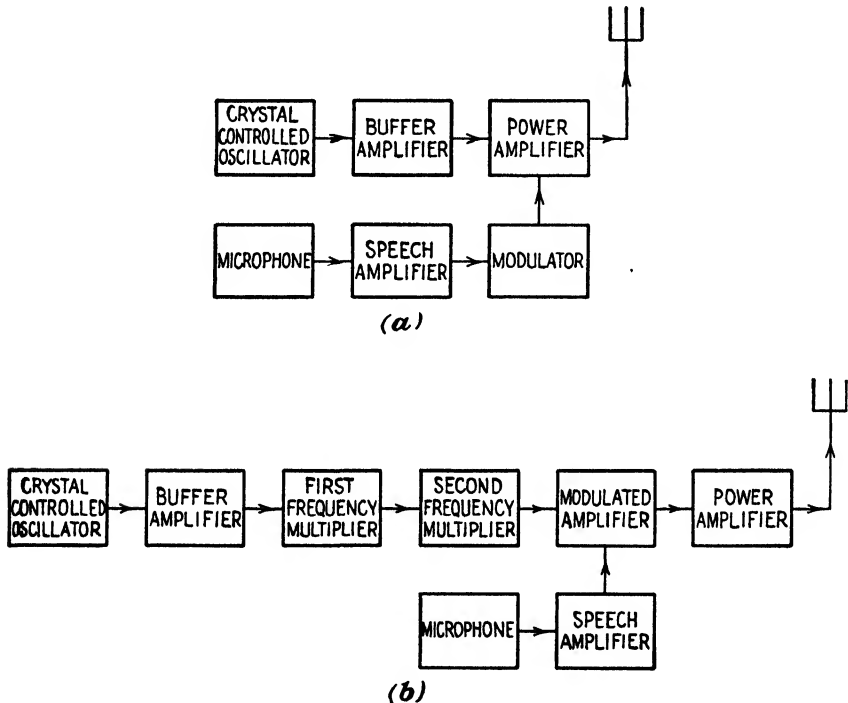 CRYSTAL
CONTROLLED
OSCILLATOR
BUFFER
AMPLIFIER
POWER
AMPLIFIER
MICROPHONE
SPEECH
AMPLIFIER
MODULATOR
(a)
CRYSTAL
CONTROLLED
OSCILLATOR
BUFFER
AMPLIFIER
FIRST
FREQUENCY
MULTIPLIER
SECOND
FREQUENCY
MULTIPLIER
MODULATED
AMPLIFIER
POWER
AMPLIFIER
MICROPHONE
SPEECH
AMPLIFIER
(b)